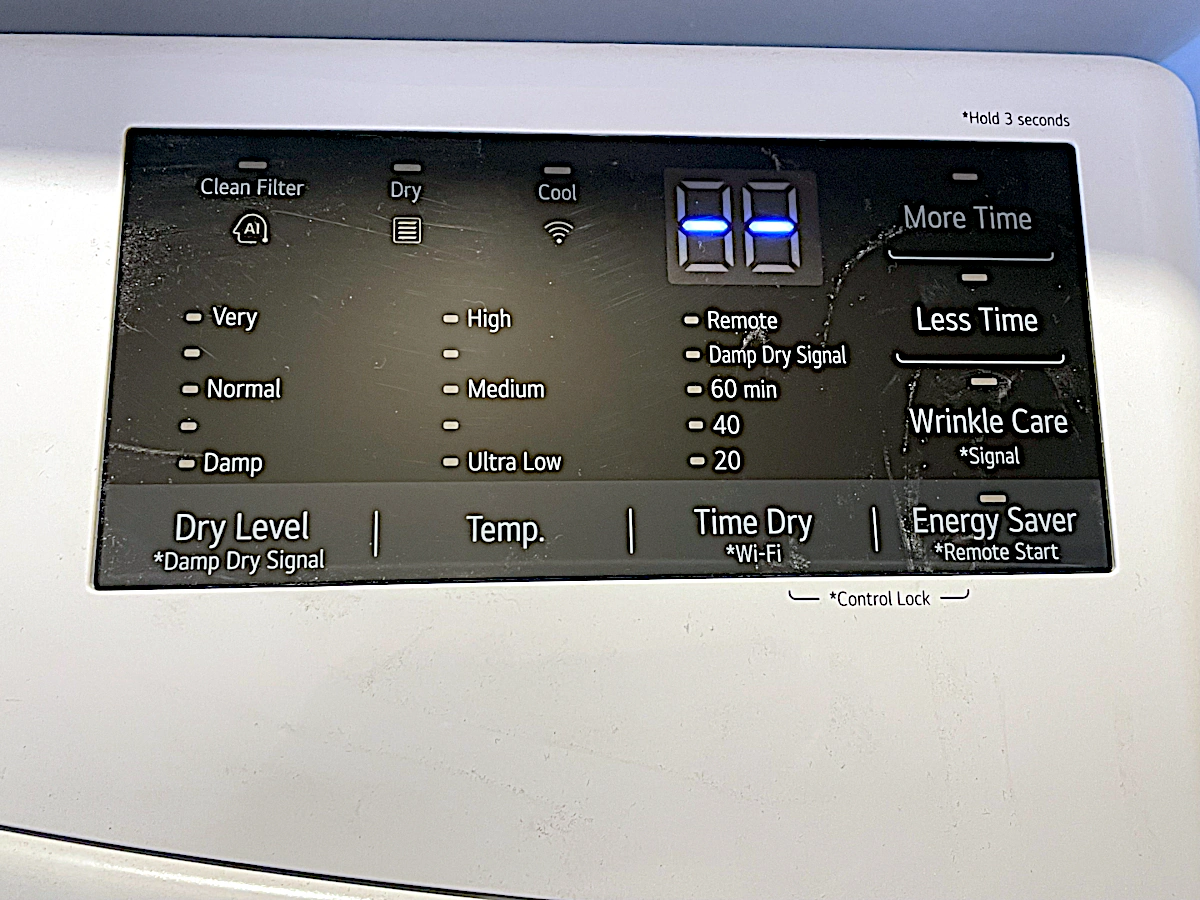 *Hold 3 seconds
Clean Filter
Dry
Cool
AI
--
More Time
Less Time
Wrinkle Care
*Signal
Energy Saver
*Remote Start
Very
Normal
Damp
Dry Level
*Damp Dry Signal
High
Medium
Ultra Low
Temp.
Remote
Damp Dry Signal
60 min
40
20
Time Dry
*Wi-Fi
*Control Lock